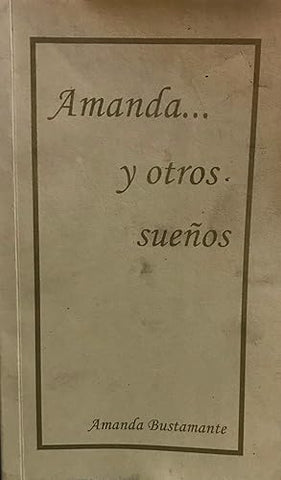 Amanda...
y otros
sueños
Amanda Bustamante